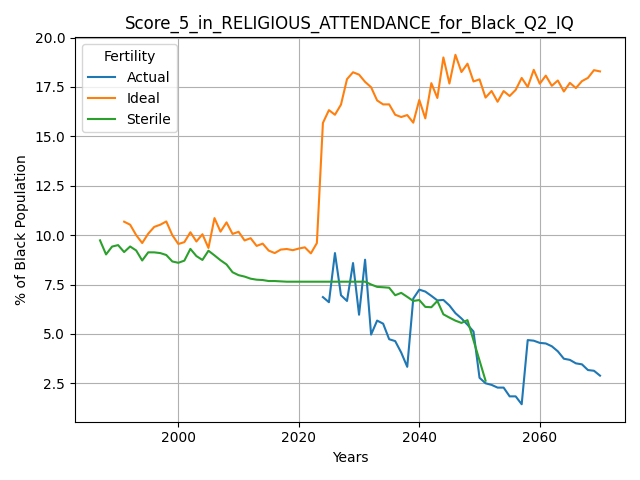 Score_5_in_RELIGIOUS_ATTENDANCE_for_Black_Q2_IQ
Fertility
Actual
Ideal
Sterile
% of Black Population
20.0
17.5
15.0
12.5
10.0
7.5
5.0
2.5
2000
2020
2040
2060
Years